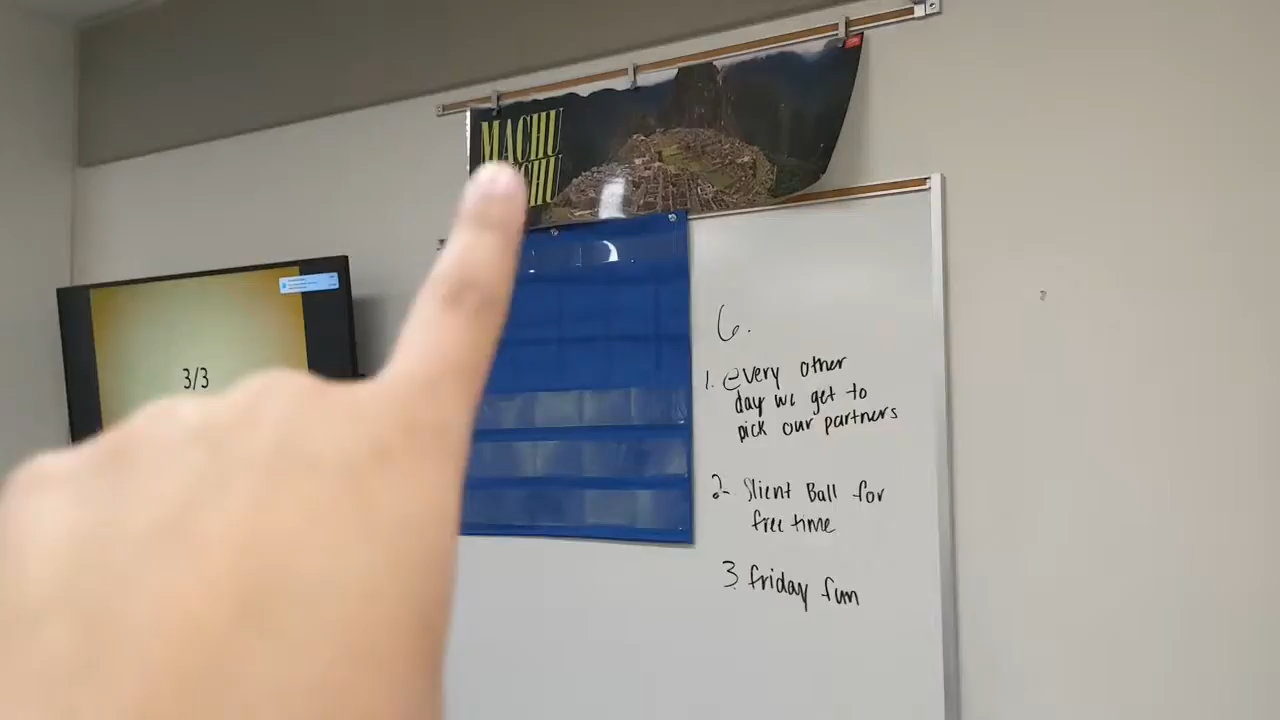 MACHU
3/3
6.
1. every other
day we get to
pick our partners
2- Slient Ball for
free time
3. friday fun